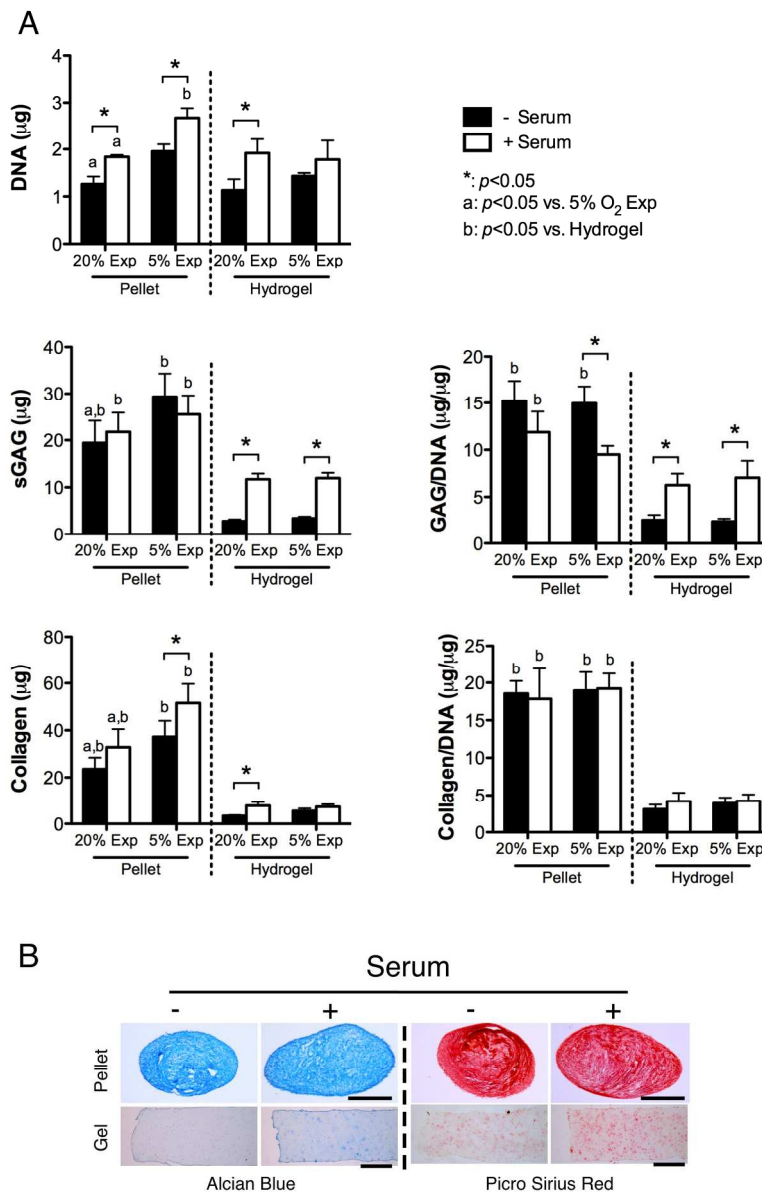 A
DNA (µg)
4
3
2
1
0
*
*
*
a
a
b
20% Exp 5% Exp 20% Exp 5% Exp
Pellet Hydrogel
- Serum
+ Serum
*: p<0.05
a: p<0.05 vs. 5% O2 Exp
b: p<0.05 vs. Hydrogel
sGAG (µg)
40
30
20
10
0
a,b
b
b
b
*
*
20% Exp 5% Exp 20% Exp 5% Exp
Pellet Hydrogel
GAG/DNA (µg/µg)
20
15
10
5
0
b
b
b
*
*
*
20% Exp 5% Exp 20% Exp 5% Exp
Pellet Hydrogel
Collagen (µg)
80
60
40
20
0
a,b
a,b
b
b
*
*
20% Exp 5% Exp 20% Exp 5% Exp
Pellet Hydrogel
Collagen/DNA (µg/µg)
25
20
15
10
5
0
b
b
b
b
20% Exp 5% Exp 20% Exp 5% Exp
Pellet Hydrogel
B
Serum
- + - +
Pellet
Gel
Alcian Blue Picro Sirius Red